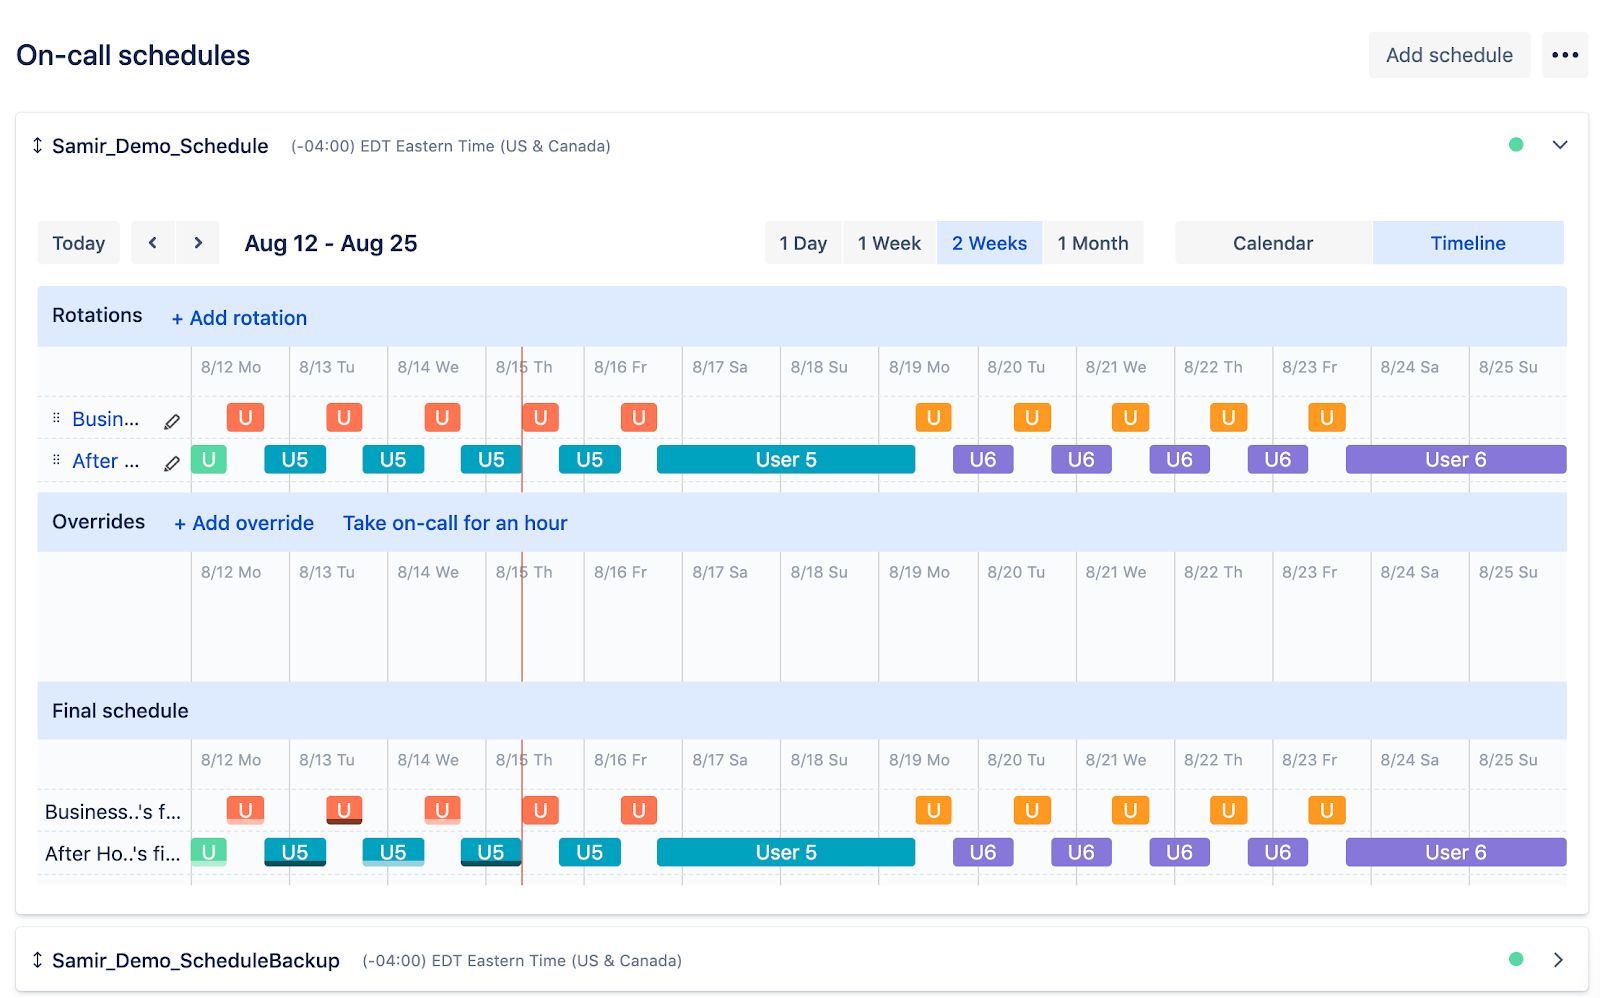 On-call schedules
Add schedule
•••
Samir_Demo_Schedule (-04:00) EDT Eastern Time (US & Canada)
Today Aug 12 - Aug 25 1 Day 1 Week 2 Weeks 1 Month Calendar Timeline
Rotations + Add rotation
8/12 Mo 8/13 Tu 8/14 We 8/15 Th 8/16 Fr 8/17 Sa 8/18 Su 8/19 Mo 8/20 Tu 8/21 We 8/22 Th 8/23 Fr 8/24 Sa 8/25 Su
Busin... U U U U U U U U U U
After ... U U5 U5 U5 U5 User 5 U6 U6 U6 U6 User 6
Overrides + Add override Take on-call for an hour
8/12 Mo 8/13 Tu 8/14 We 8/15 Th 8/16 Fr 8/17 Sa 8/18 Su 8/19 Mo 8/20 Tu 8/21 We 8/22 Th 8/23 Fr 8/24 Sa 8/25 Su
Final schedule
8/12 Mo 8/13 Tu 8/14 We 8/15 Th 8/16 Fr 8/17 Sa 8/18 Su 8/19 Mo 8/20 Tu 8/21 We 8/22 Th 8/23 Fr 8/24 Sa 8/25 Su
Business..'s f... U U U U U U U U U U
After Ho..'s fi... U U5 U5 U5 U5 User 5 U6 U6 U6 U6 User 6
Samir_Demo_ScheduleBackup (-04:00) EDT Eastern Time (US & Canada)